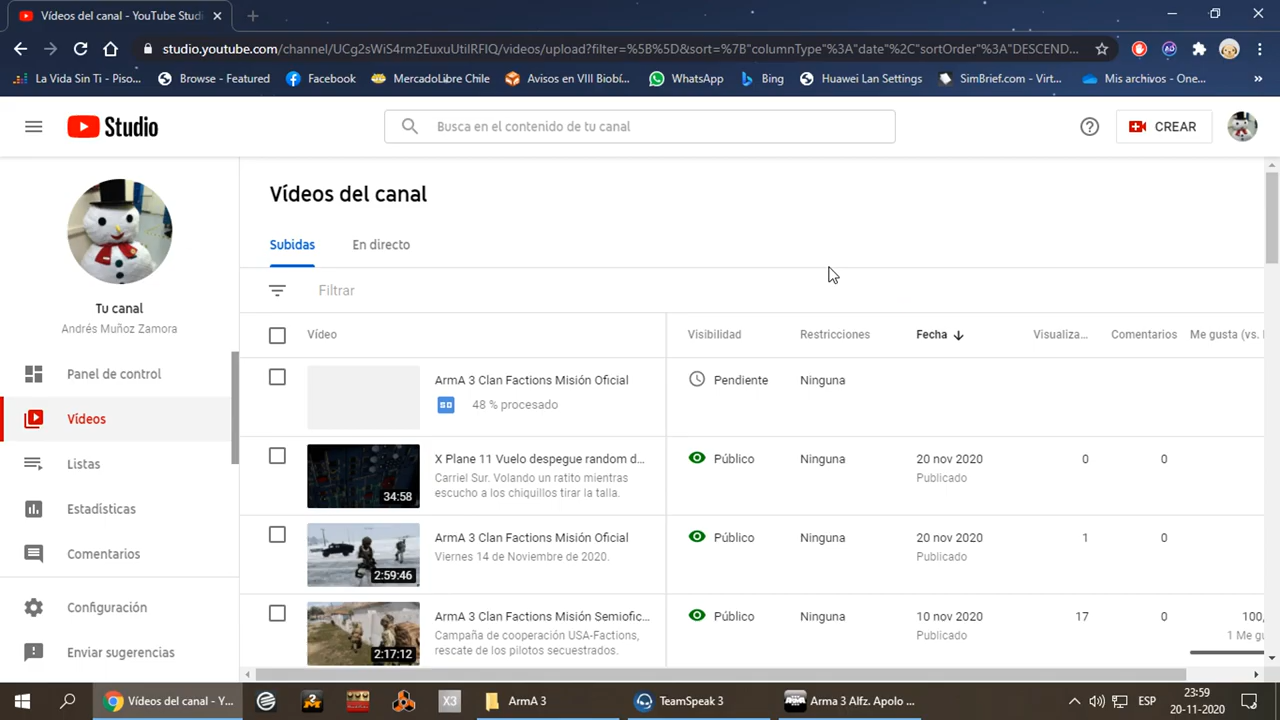 Vídeos del canal - YouTube Studi
studio.youtube.com/channel/UCg2sWiS4rm2EuxuUtiIRFIQ/videos/upload?filter=%5B%5D&sort=%7B"columnType"%3A"date"%2C"sortOrder"%3A"DESCEND...
La Vida Sin Ti - Piso...
Browse - Featured
Facebook
MercadoLibre Chile
Avisos en VIII Biobí...
WhatsApp
Bing
Huawei Lan Settings
SimBrief.com - Virt...
Mis archivos - One...
»
Studio
Busca en el contenido de tu canal
CREAR
Tu canal
Andrés Muñoz Zamora
Panel de control
Vídeos
Listas
Estadísticas
Comentarios
Configuración
Enviar sugerencias
Vídeos del canal
Subidas En directo
Filtrar
Vídeo Visibilidad Restricciones Fecha Visualiza... Comentarios Me gusta (vs.
ArmA 3 Clan Factions Misión Oficial Pendiente Ninguna
SD 48 % procesado
X Plane 11 Vuelo despegue random d... Público Ninguna 20 nov 2020 0 0
Carriel Sur. Volando un ratito mientras Publicado
escucho a los chiquillos tirar la talla.
34:58
ArmA 3 Clan Factions Misión Oficial Público Ninguna 20 nov 2020 1 0
Viernes 14 de Noviembre de 2020. Publicado
2:59:46
ArmA 3 Clan Factions Misión Semiofic... Público Ninguna 10 nov 2020 17 0 100,
Campaña de cooperación USA-Factions, Publicado 1 Me gu
rescate de los pilotos secuestrados.
2:17:12
Vídeos del canal - Y...
X3
ArmA 3
TeamSpeak 3
Arma 3 Alfz. Apolo ...
ESP
23:59
20-11-2020